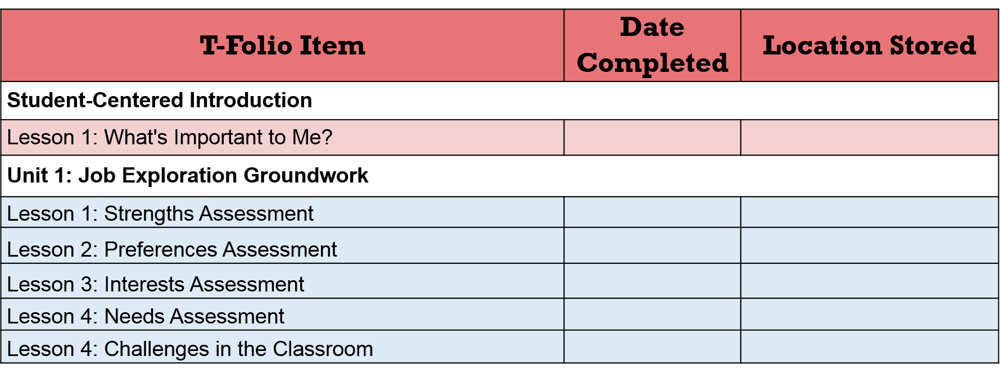 T-Folio Item
Date
Completed
Location Stored
Student-Centered Introduction
Lesson 1: What's Important to Me?
Unit 1: Job Exploration Groundwork
Lesson 1: Strengths Assessment
Lesson 2: Preferences Assessment
Lesson 3: Interests Assessment
Lesson 4: Needs Assessment
Lesson 4: Challenges in the Classroom